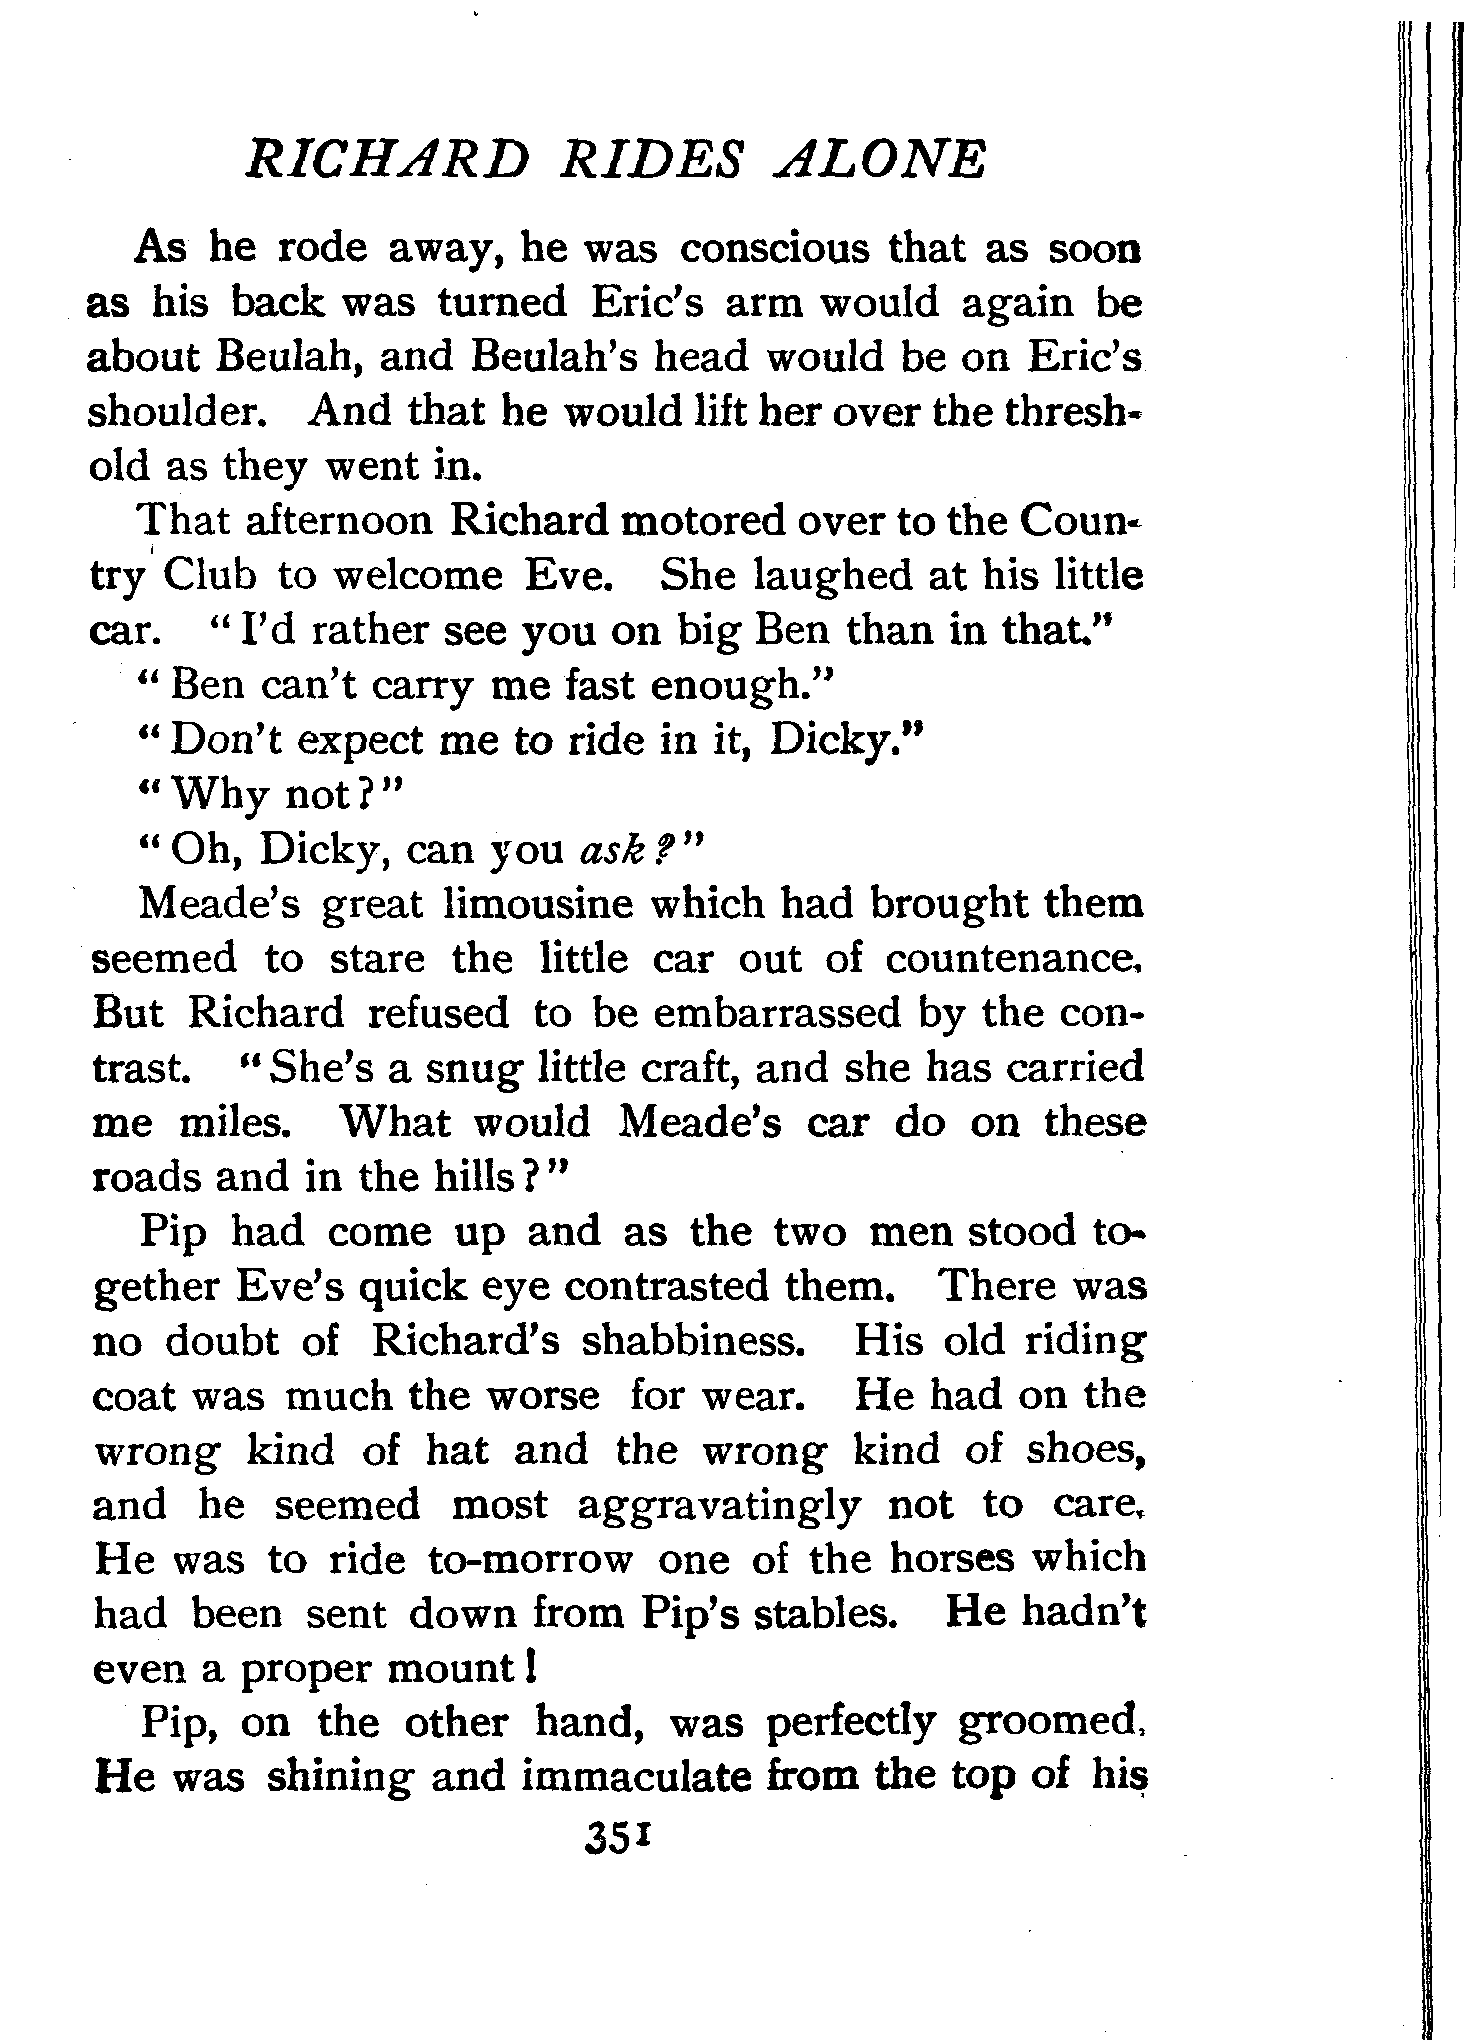 RICHARD RIDES ALONE
As he rode away, he was conscious that as soon
as his back was turned Eric's arm would again be
about Beulah, and Beulah's head would be on Eric's
shoulder. And that he would lift her over the thresh-
old as they went in.
That afternoon Richard motored over to the Coun-
try Club to welcome Eve. She laughed at his little
car. "I'd rather see you on big Ben than in that."
"Ben can't carry me fast enough."
"Don't expect me to ride in it, Dicky."
"Why not?"
"Oh, Dicky, can you ask?"
Meade's great limousine which had brought them
seemed to stare the little car out of countenance.
But Richard refused to be embarrassed by the con-
trast. "She's a snug little craft, and she has carried
me miles. What would Meade's car do on these
roads and in the hills?"
Pip had come up and as the two men stood to-
gether Eve's quick eye contrasted them. There was
no doubt of Richard's shabbiness. His old riding
coat was much the worse for wear. He had on the
wrong kind of hat and the wrong kind of shoes,
and he seemed most aggravatingly not to care.
He was to ride to-morrow one of the horses which
had been sent down from Pip's stables. He hadn't
even a proper mount!
Pip, on the other hand, was perfectly groomed.
He was shining and immaculate from the top of his
351